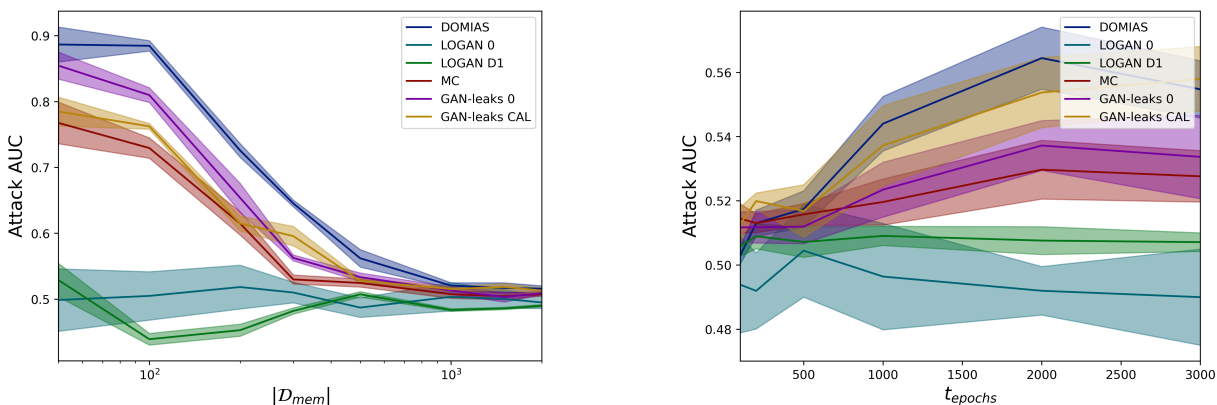 0.9
0.8
0.7
0.6
0.5
Attack AUC
10²
10³
|𝒟mem|
DOMIAS
LOGAN 0
LOGAN D1
MC
GAN-leaks 0
GAN-leaks CAL
0.56
0.54
0.52
0.50
0.48
Attack AUC
500
1000
1500
2000
2500
3000
tepochs
DOMIAS
LOGAN 0
LOGAN D1
MC
GAN-leaks 0
GAN-leaks CAL